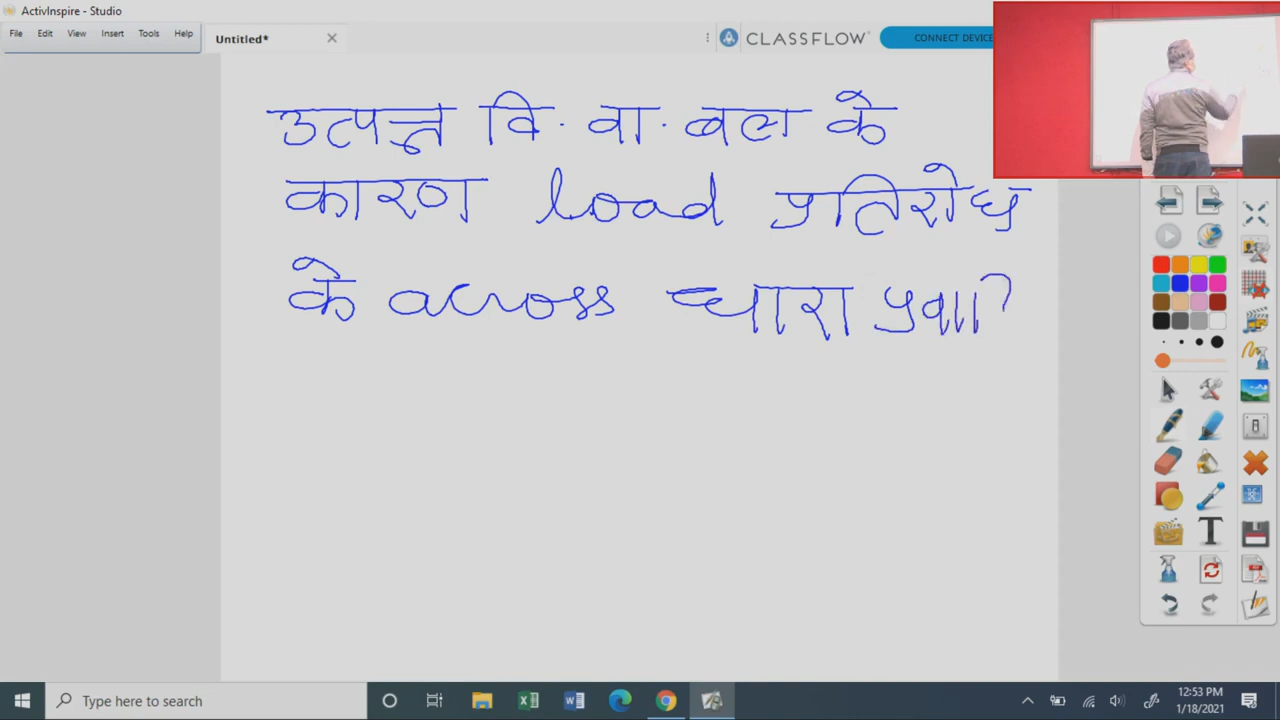 ActivInspire - Studio
File Edit View Insert Tools Help
Untitled*
CLASSFLOW
CONNECT DEVICE
उत्पन्न वि. वा. बल के
कारण load प्रतिरोध
के across धारा
Type here to search
12:53 PM
1/18/2021